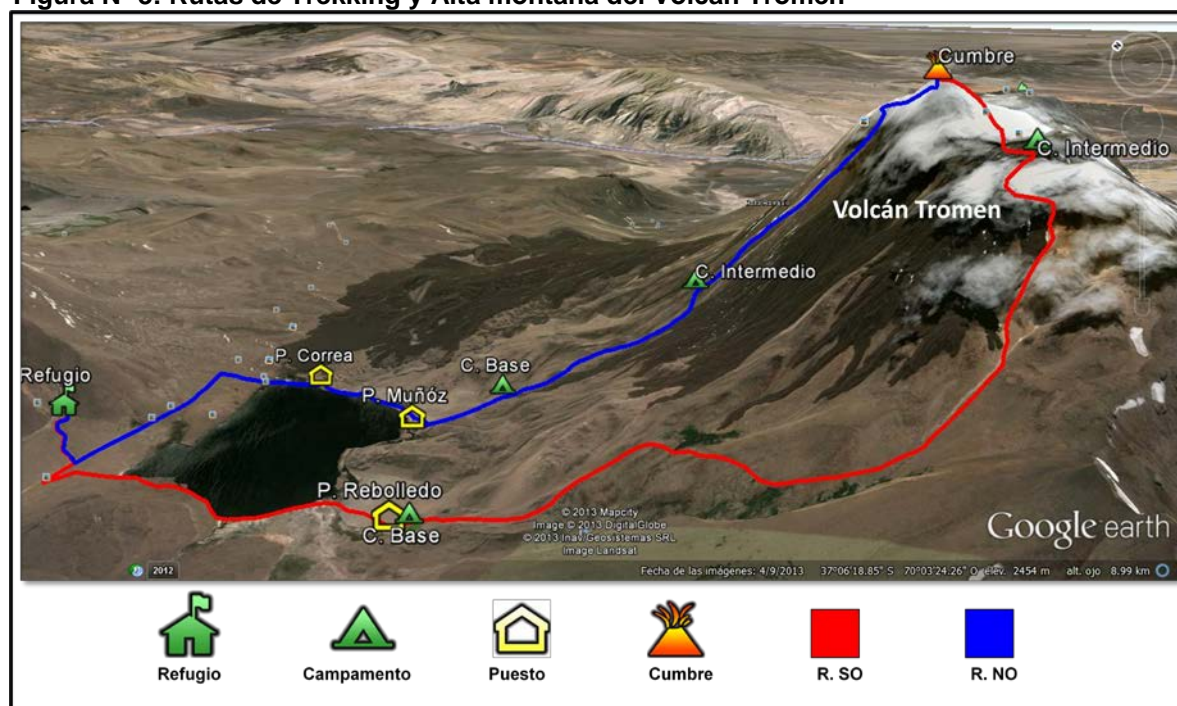 Figura N° 3: Rutas de Trekking y Alta montaña del Volcán Tromen
Cumbre
C. Intermedio
Volcán Tromen
C. Intermedio
P. Correa
C. Base
Refugio
P. Muñóz
P. Rebolledo
C. Base
© 2013 Mapcity
Image © 2013 DigitalGlobe
© 2013 Inav/Geosistemas SRL
Image Landsat
Google earth
2012
Fecha de las imágenes: 4/9/2013 37°06'18.85" S 70°03'24.26" O elev. 2454 m alt. ojo 8.99 km
Refugio
Campamento
Puesto
Cumbre
R. SO
R. NO